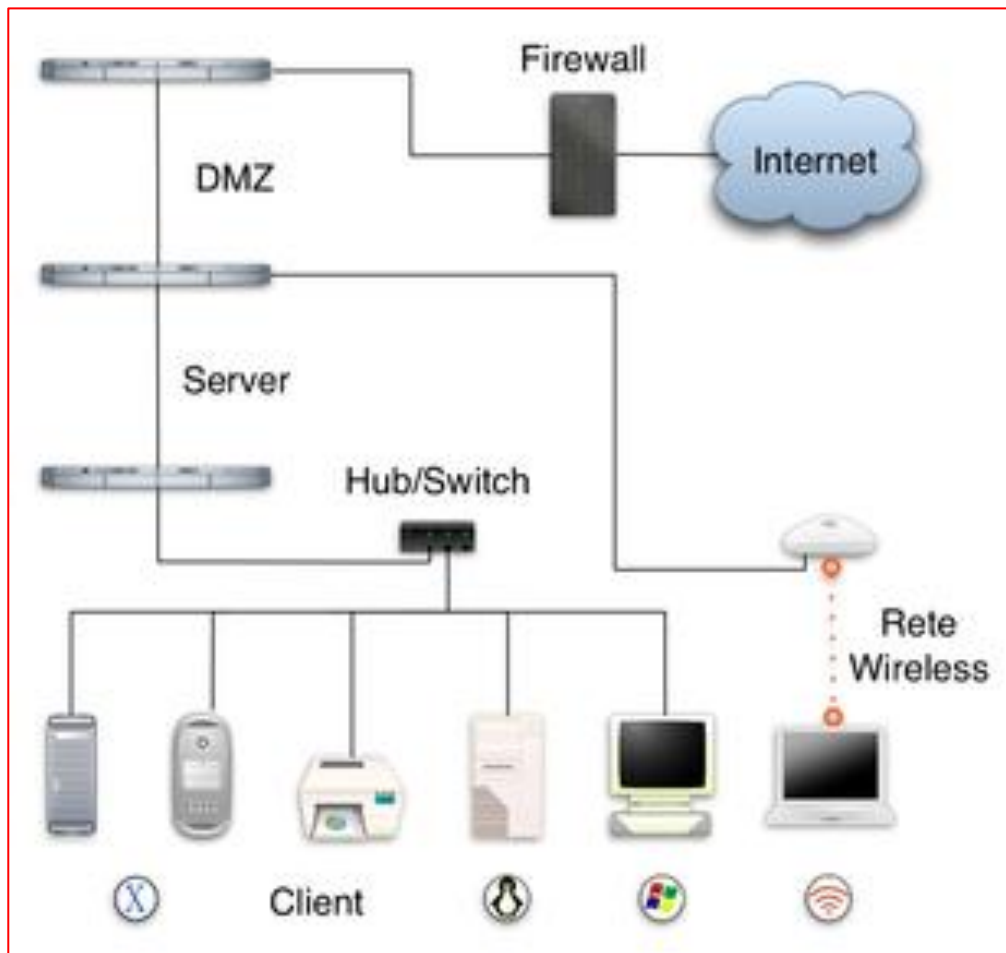 Firewall
Internet
DMZ
Server
Hub/Switch
Rete
Wireless
X
Client